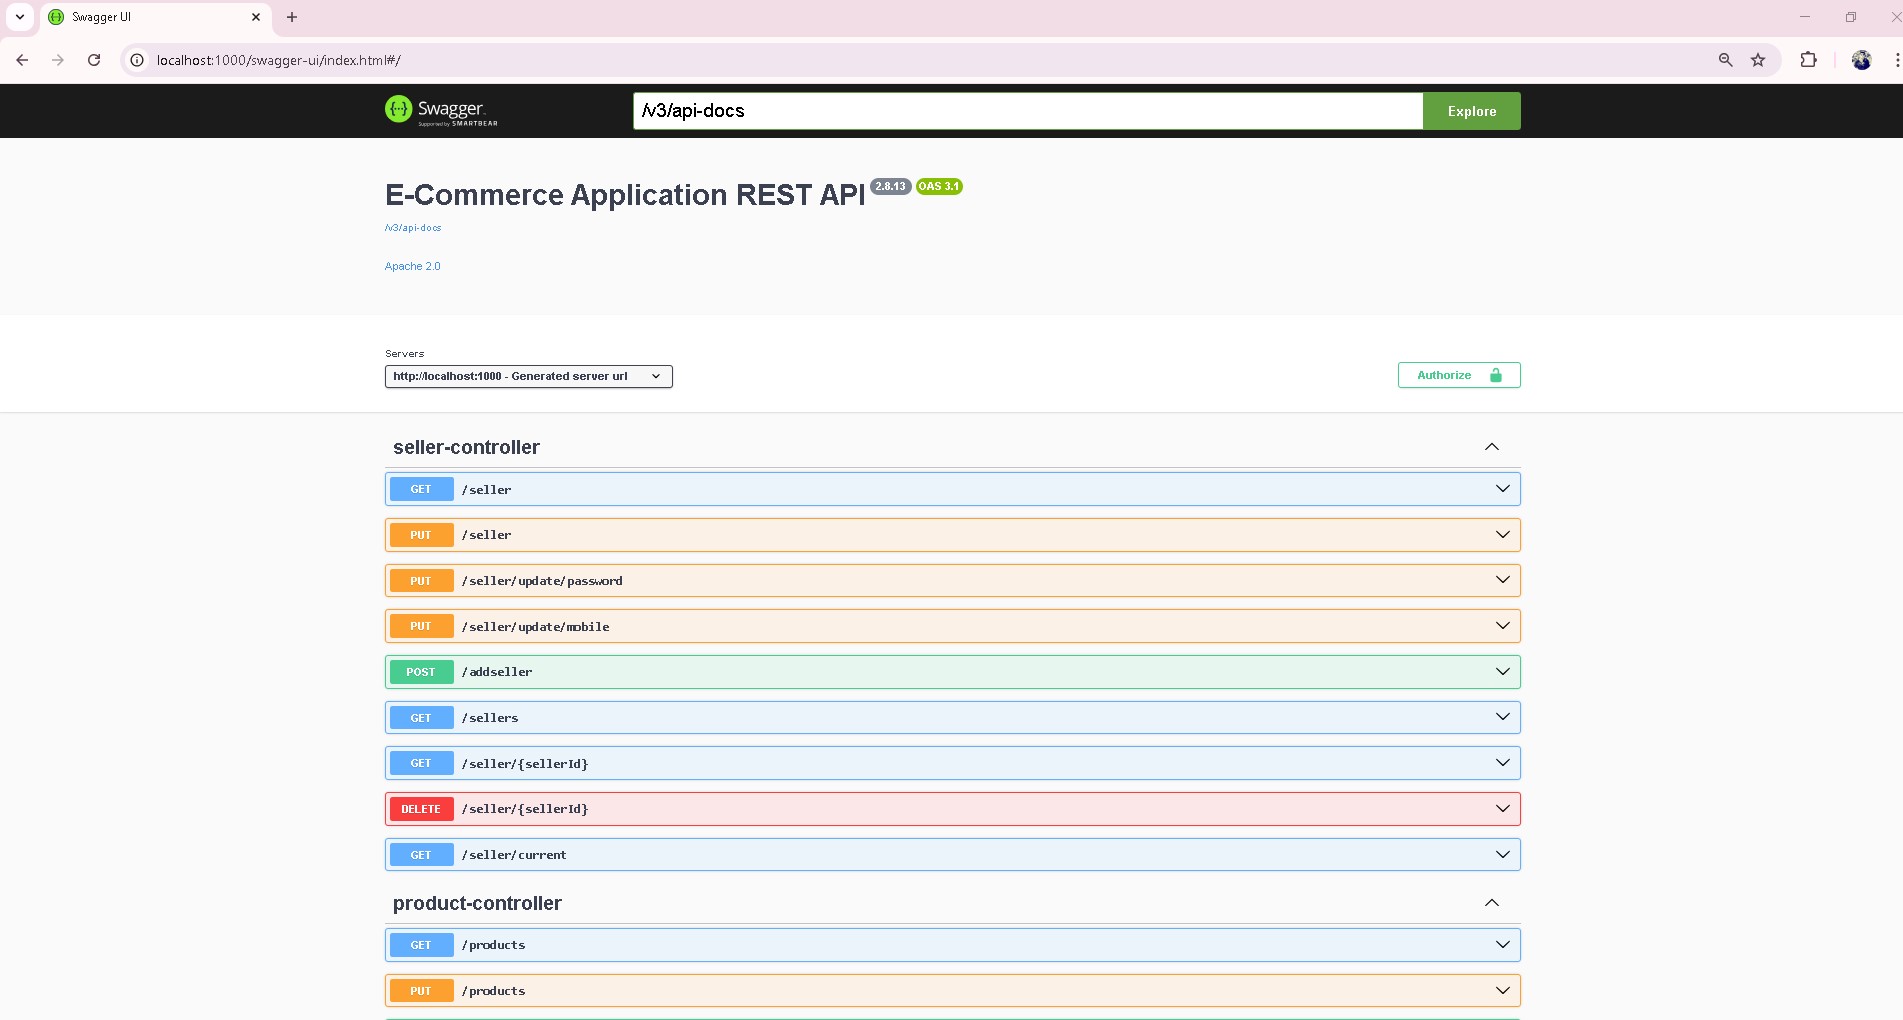 Swagger UI
localhost:1000/swagger-ui/index.html#/
Swagger
Supported by SMARTBEAR
/v3/api-docs
Explore
E-Commerce Application REST API 2.8.13 OAS 3.1
/v3/api-docs
Apache 2.0
Servers
http://localhost:1000 - Generated server url
Authorize
seller-controller
GET /seller
PUT /seller
PUT /seller/update/password
PUT /seller/update/mobile
POST /addseller
GET /sellers
GET /seller/{sellerId}
DELETE /seller/{sellerId}
GET /seller/current
product-controller
GET /products
PUT /products